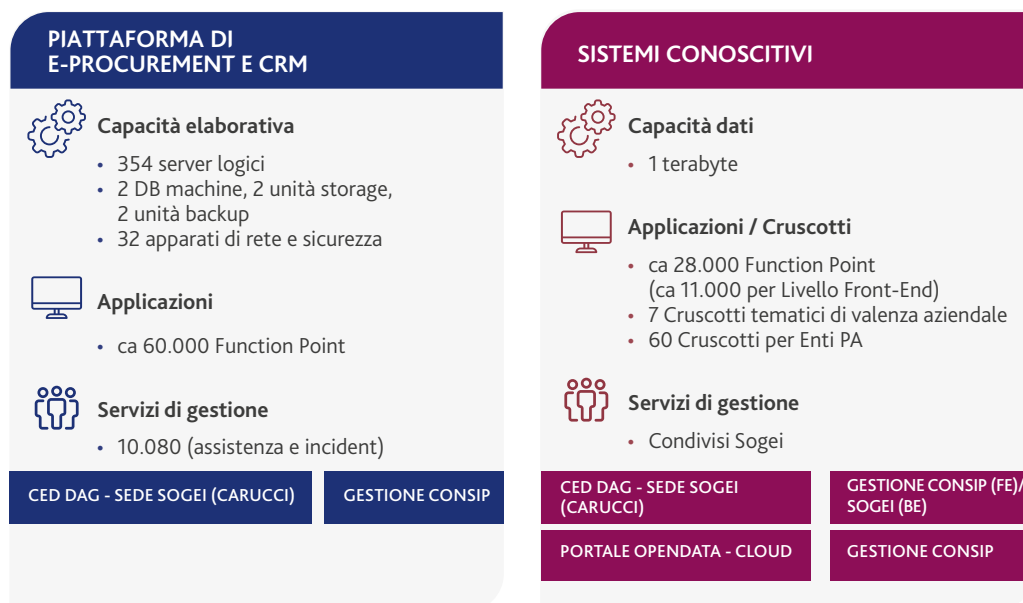 PIATTAFORMA DI
E-PROCUREMENT E CRM
Capacità elaborativa
• 354 server logici
• 2 DB machine, 2 unità storage,
2 unità backup
• 32 apparati di rete e sicurezza
Applicazioni
• ca 60.000 Function Point
Servizi di gestione
• 10.080 (assistenza e incident)
CED DAG - SEDE SOGEI (CARUCCI)
GESTIONE CONSIP
SISTEMI CONOSCITIVI
Capacità dati
• 1 terabyte
Applicazioni / Cruscotti
• ca 28.000 Function Point
(ca 11.000 per Livello Front-End)
• 7 Cruscotti tematici di valenza aziendale
• 60 Cruscotti per Enti PA
Servizi di gestione
• Condivisi Sogei
CED DAG - SEDE SOGEI
(CARUCCI)
GESTIONE CONSIP (FE)/
SOGEI (BE)
PORTALE OPENDATA - CLOUD
GESTIONE CONSIP